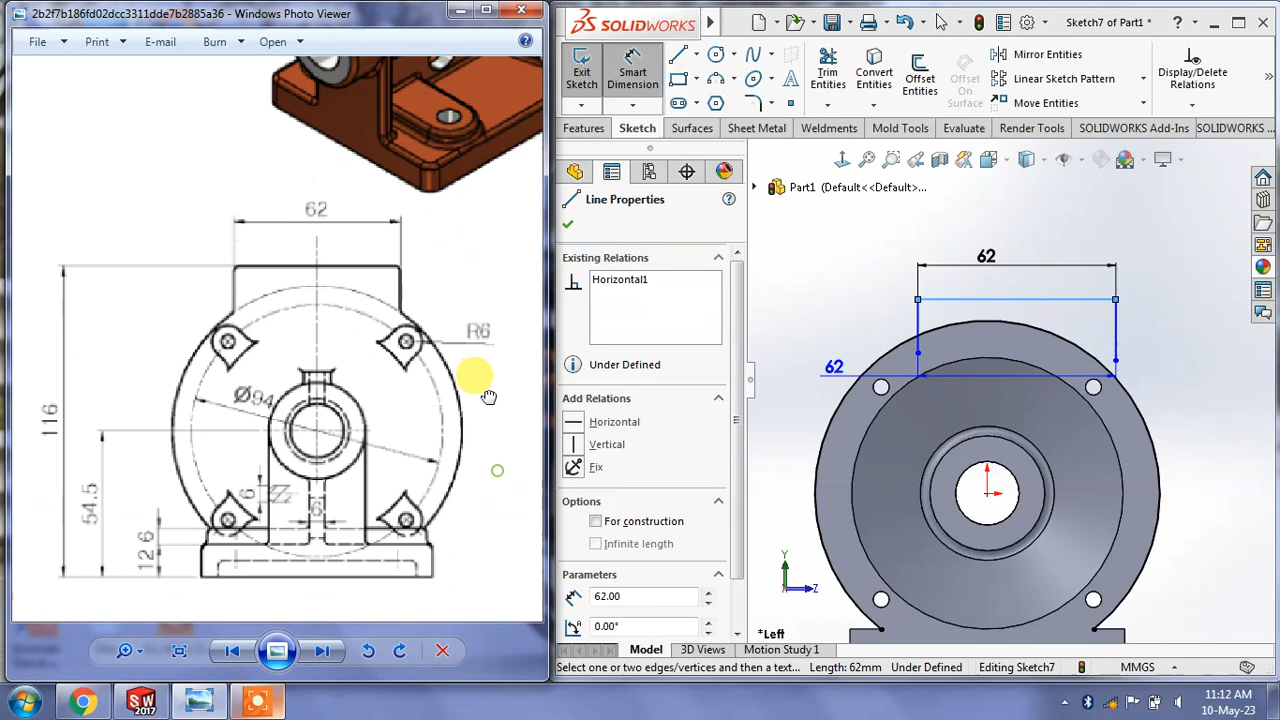 2b2f7b186fd02dcc3311dde7b2885a36 - Windows Photo Viewer
File Print E-mail Burn Open
62
R6
Ø94
116
54.5
6
6
12.6
SOLIDWORKS
Sketch7 of Part1 *
Exit Sketch
Smart Dimension
Trim Entities
Convert Entities
Offset Entities
Offset On Surface
Mirror Entities
Linear Sketch Pattern
Move Entities
Display/Delete Relations
Features Sketch Surfaces Sheet Metal Weldments Mold Tools Evaluate Render Tools SOLIDWORKS Add-Ins SOLIDWORKS ...
Part1 (Default<<Default>...
Line Properties
Existing Relations
Horizontal1
Under Defined
Add Relations
Horizontal
Vertical
Fix
Options
For construction
Infinite length
Parameters
62.00
0.00°
62
62
Y
Z
*Left
Model 3D Views Motion Study 1
Select one or two edges/vertices and then a text... Length: 62mm Under Defined Editing Sketch7 MMGS
SW
2017
11:12 AM
10-May-23